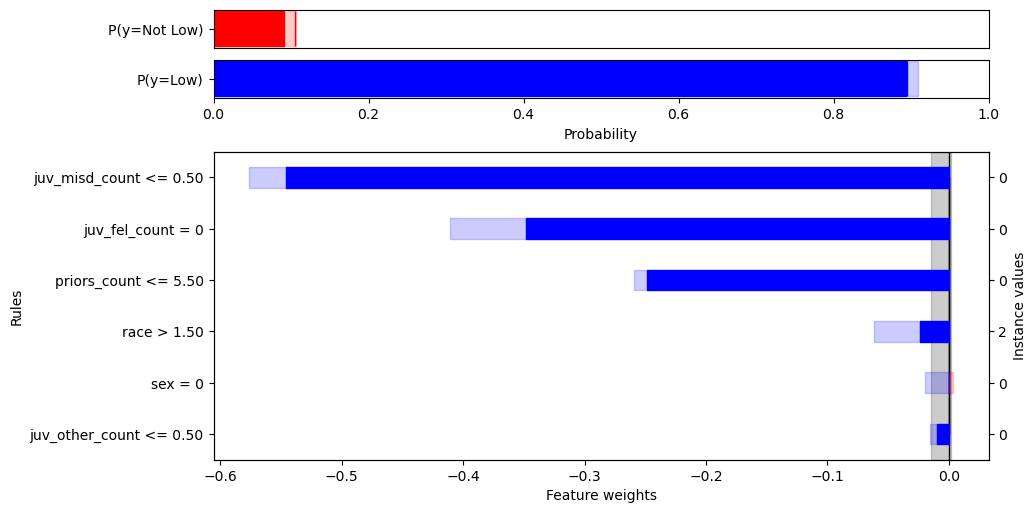 P(y=Not Low)
P(y=Low)
0.0 0.2 0.4 0.6 0.8 1.0
Probability
juv_misd_count <= 0.50 0
juv_fel_count = 0 0
priors_count <= 5.50 0
race > 1.50 2
sex = 0 0
juv_other_count <= 0.50 0
Rules
Instance values
−0.6 −0.5 −0.4 −0.3 −0.2 −0.1 0.0
Feature weights